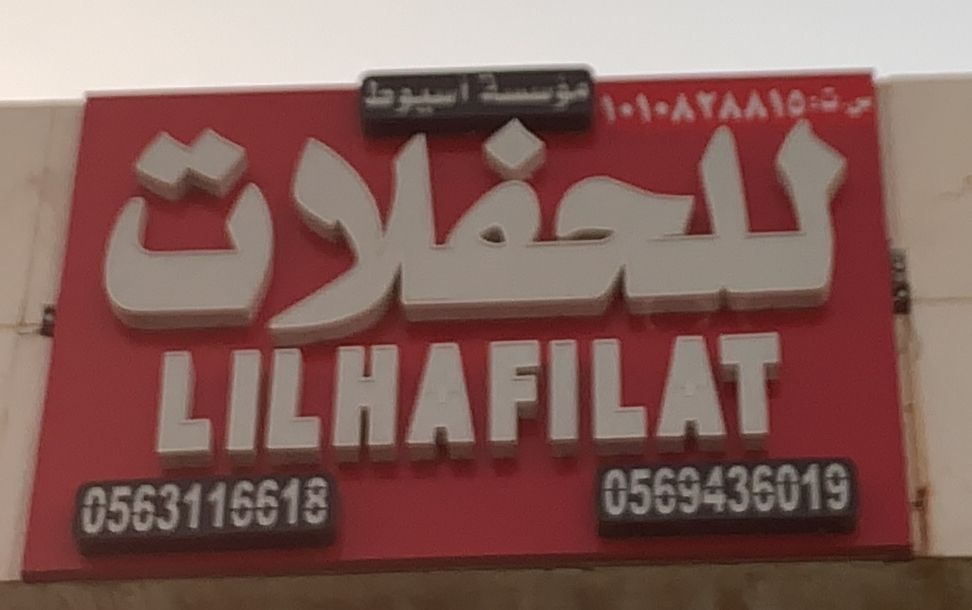 مؤسسة اسيوط
س.ت: ١٠١٠٨٢٨٨١٥
للحفلات
LILHAFILAT
0563116618
0569436019